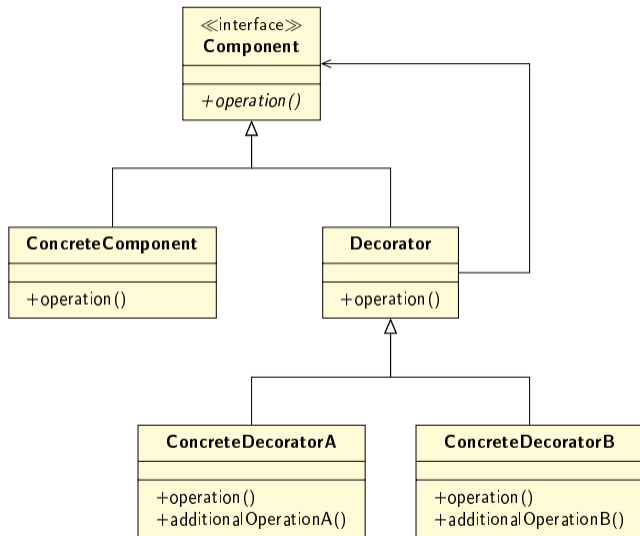 ≪interface≫
Component
+operation()
ConcreteComponent
+operation()
Decorator
+operation()
ConcreteDecoratorA
+operation()
+additionalOperationA()
ConcreteDecoratorB
+operation()
+additionalOperationB()